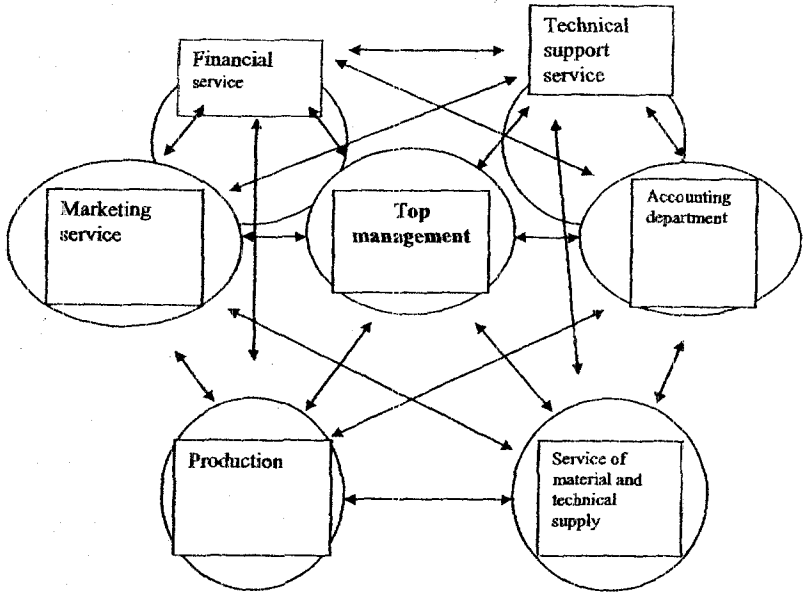 Financial
service
Technical
support
service
Marketing
service
Top
management
Accounting
department
Production
Service of
material and
technical
supply